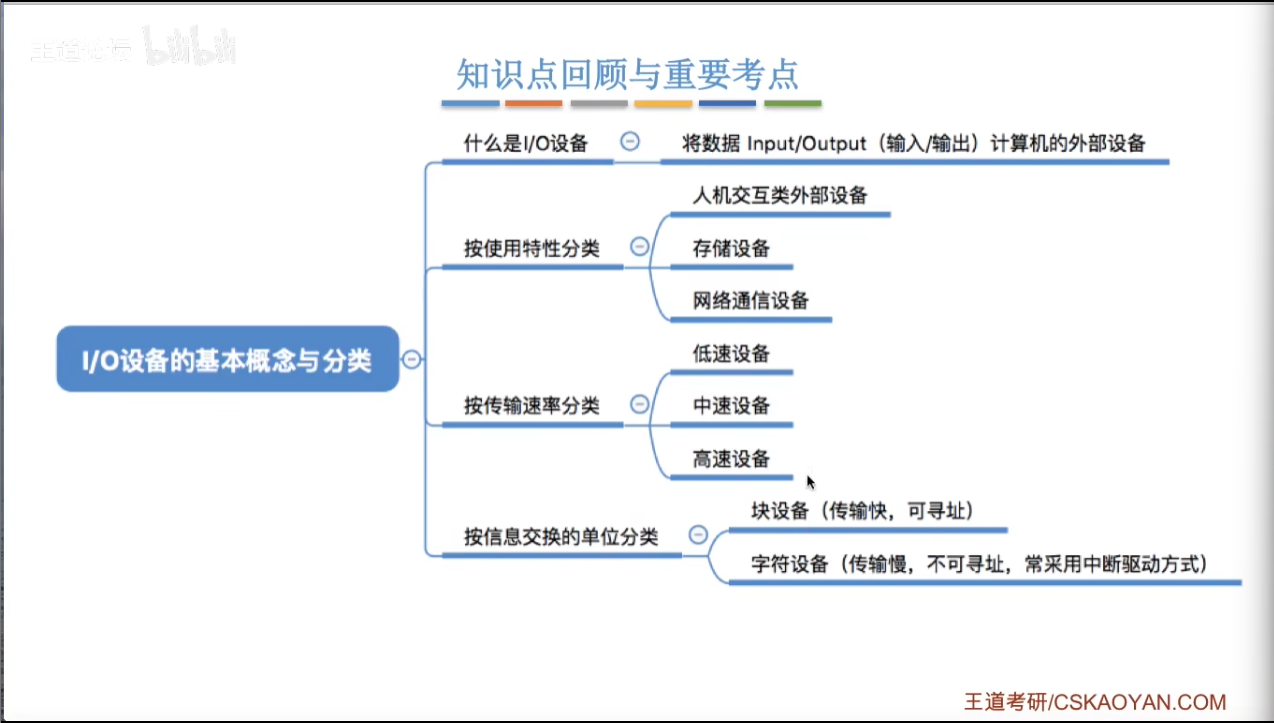 王道论坛 bilibili
知识点回顾与重要考点
什么是I/O设备
将数据 Input/Output（输入/输出）计算机的外部设备
人机交互类外部设备
按使用特性分类
存储设备
网络通信设备
I/O设备的基本概念与分类
低速设备
按传输速率分类
中速设备
高速设备
按信息交换的单位分类
块设备（传输快，可寻址）
字符设备（传输慢，不可寻址，常采用中断驱动方式）
王道考研/CSKAOYAN.COM